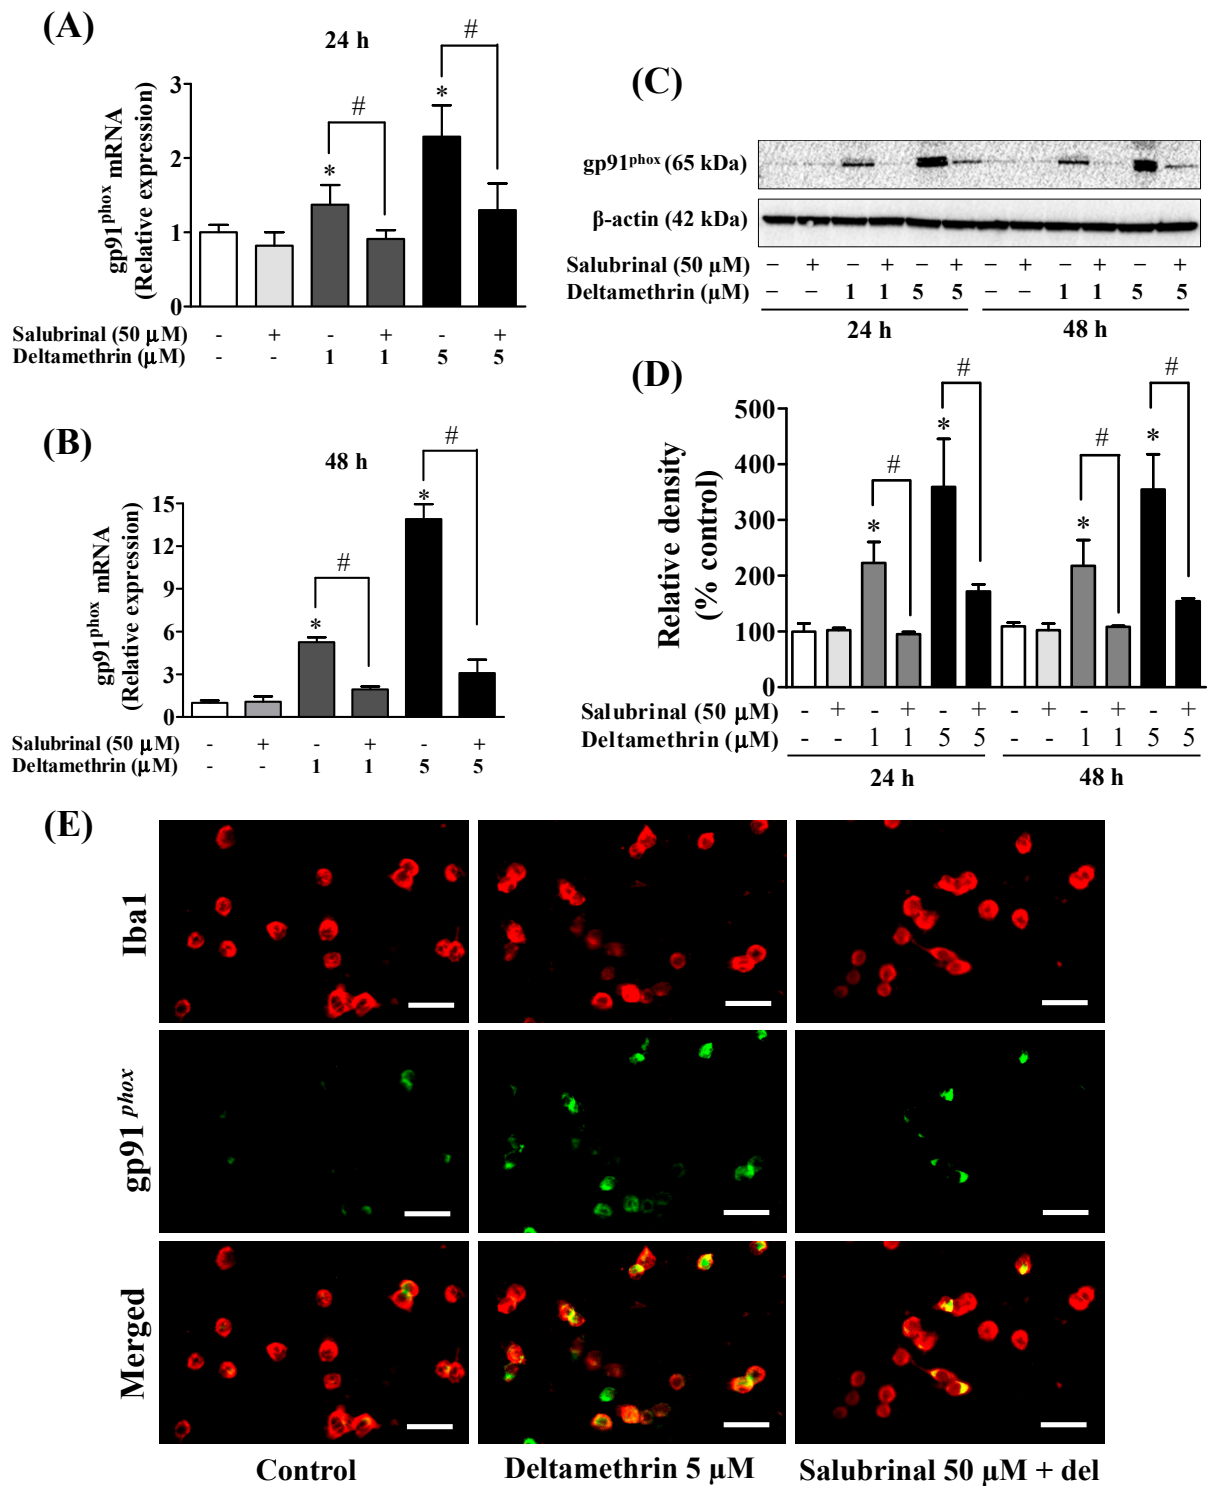 (A)
24 h
gp91phox mRNA
(Relative expression)
3
2
1
0
#
#
*
*
Salubrinal (50 µM) - + - + - +
Deltamethrin (µM) - - 1 1 5 5
(B)
48 h
gp91phox mRNA
(Relative expression)
15
12
9
6
3
0
#
#
*
*
Salubrinal (50 µM) - + - + - +
Deltamethrin (µM) - - 1 1 5 5
(C)
gp91phox (65 kDa)
β-actin (42 kDa)
Salubrinal (50 µM) – + – + – + – + – + – +
Deltamethrin (µM) – – 1 1 5 5 – – 1 1 5 5
24 h 48 h
(D)
Relative density
(% control)
500
400
300
200
100
0
#
#
#
#
*
*
*
*
Salubrinal (50 µM) - + - + - + - + - + - +
Deltamethrin (µM) - - 1 1 5 5 - - 1 1 5 5
24 h 48 h
(E)
Iba1
gp91 phox
Merged
Control Deltamethrin 5 µM Salubrinal 50 µM + del